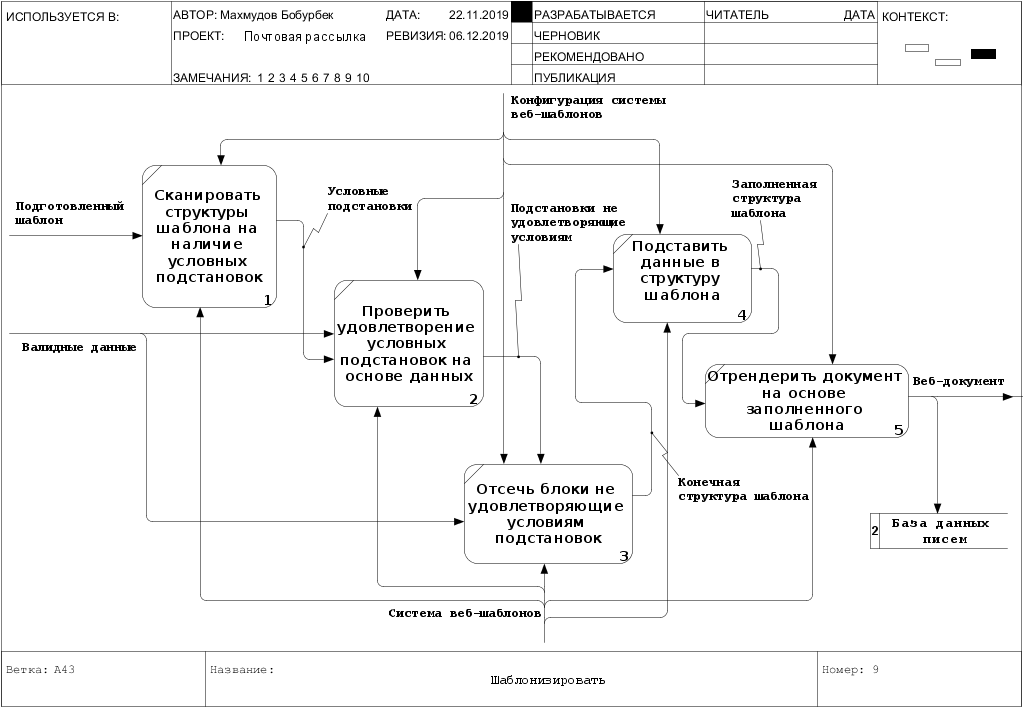 ИСПОЛЬЗУЕТСЯ В:
АВТОР: Махмудов Бобурбек
ДАТА: 22.11.2019
ПРОЕКТ: Почтовая рассылка
РЕВИЗИЯ: 06.12.2019
ЗАМЕЧАНИЯ: 1 2 3 4 5 6 7 8 9 10
РАЗРАБАТЫВАЕТСЯ
ЧЕРНОВИК
РЕКОМЕНДОВАНО
ПУБЛИКАЦИЯ
ЧИТАТЕЛЬ
ДАТА
КОНТЕКСТ:
Конфигурация системы
веб-шаблонов
Подготовленный
шаблон
Сканировать
структуры
шаблона на
наличие
условных
подстановок
1
Условные
подстановки
Подстановки не
удовлетворяющие
условиям
Заполненная
структура
шаблона
Подставить
данные в
структуру
шаблона
4
Валидные данные
Проверить
удовлетворение
условных
подстановок на
основе данных
2
Отрендерить документ
на основе
заполненного
шаблона
5
Веб-документ
Отсечь блоки не
удовлетворяющие
условиям
подстановок
3
Конечная
структура шаблона
2
База данных
писем
Система веб-шаблонов
Ветка: A43
Название:
Шаблонизировать
Номер: 9